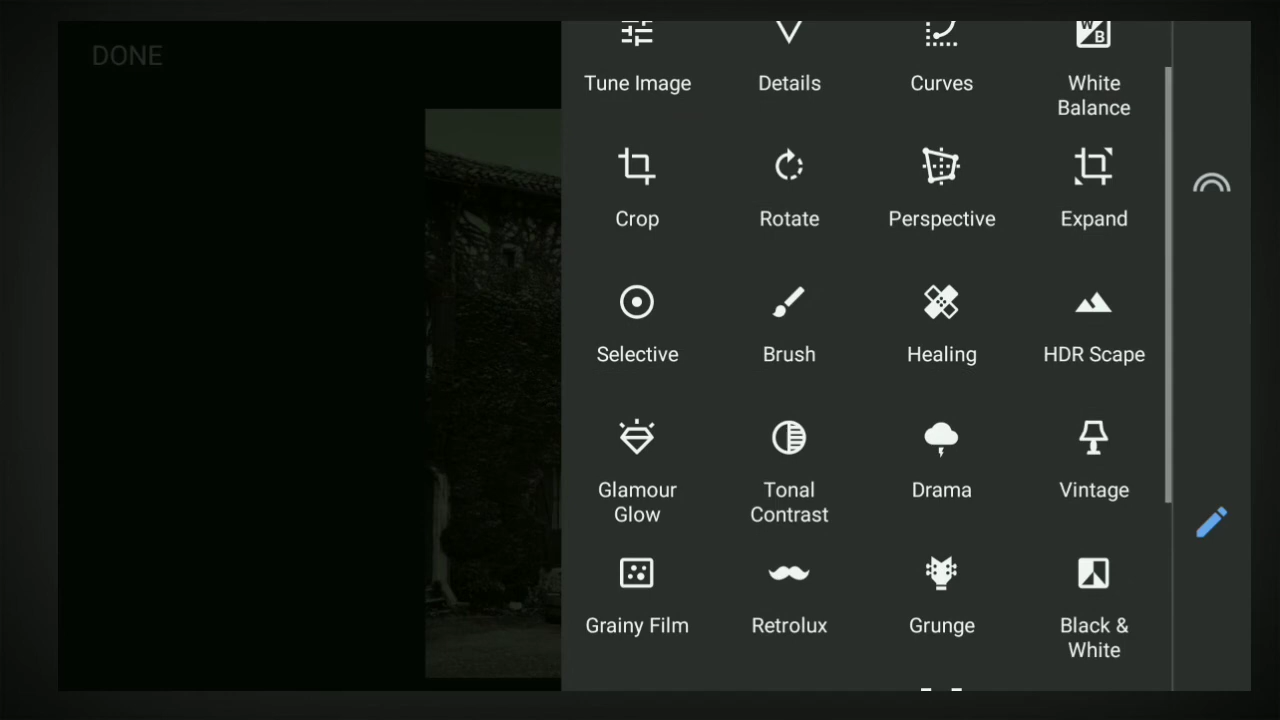 DONE
Tune Image
Details
Curves
White
Balance
Crop
Rotate
Perspective
Expand
Selective
Brush
Healing
HDR Scape
Glamour
Glow
Tonal
Contrast
Drama
Vintage
Grainy Film
Retrolux
Grunge
Black &
White